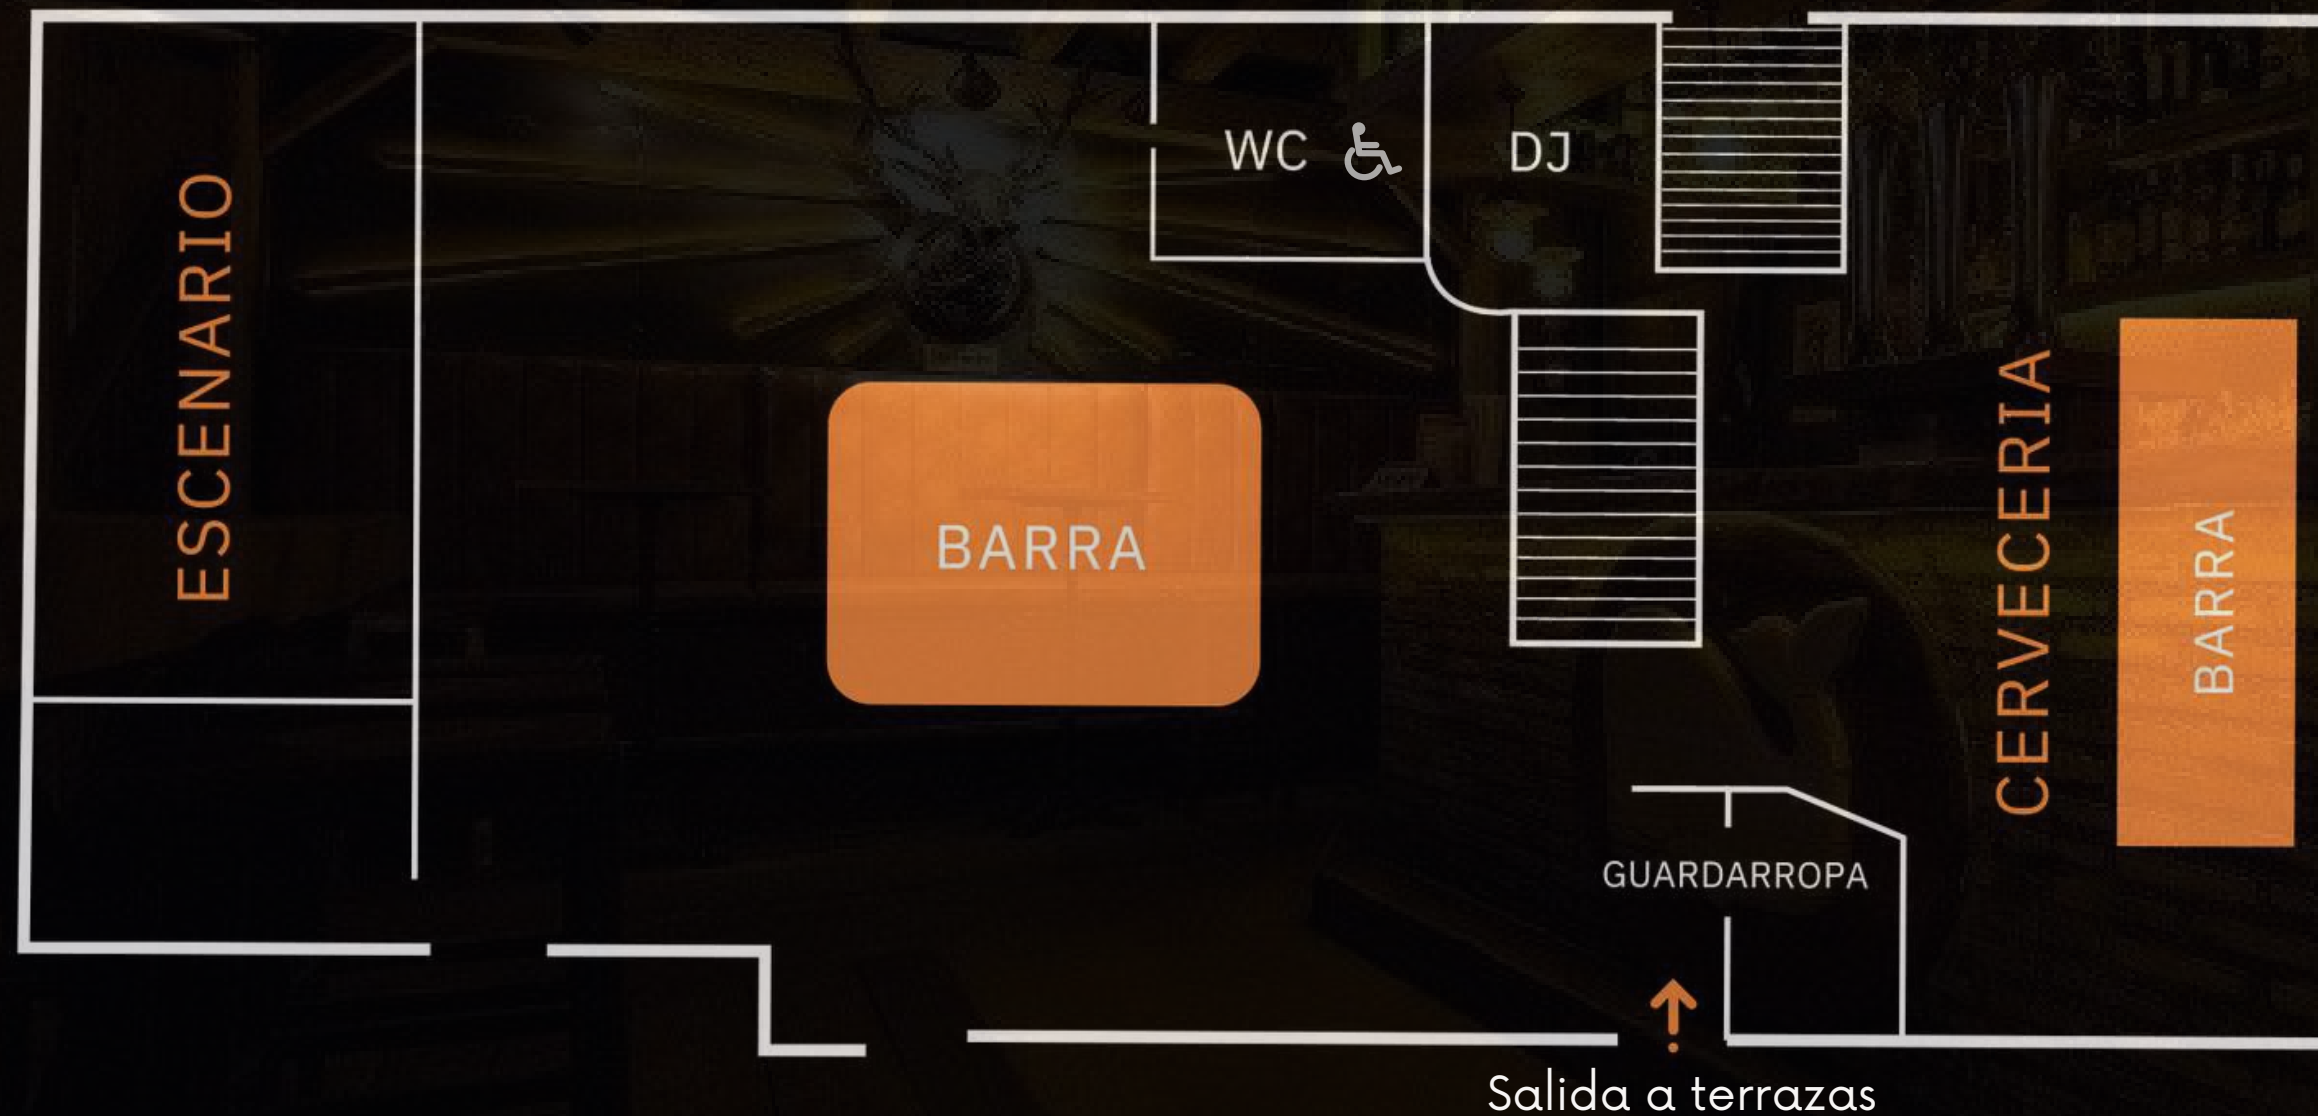 WC
DJ
ESCENARIO
BARRA
CERVECERIA
BARRA
GUARDARROPA
Salida a terrazas